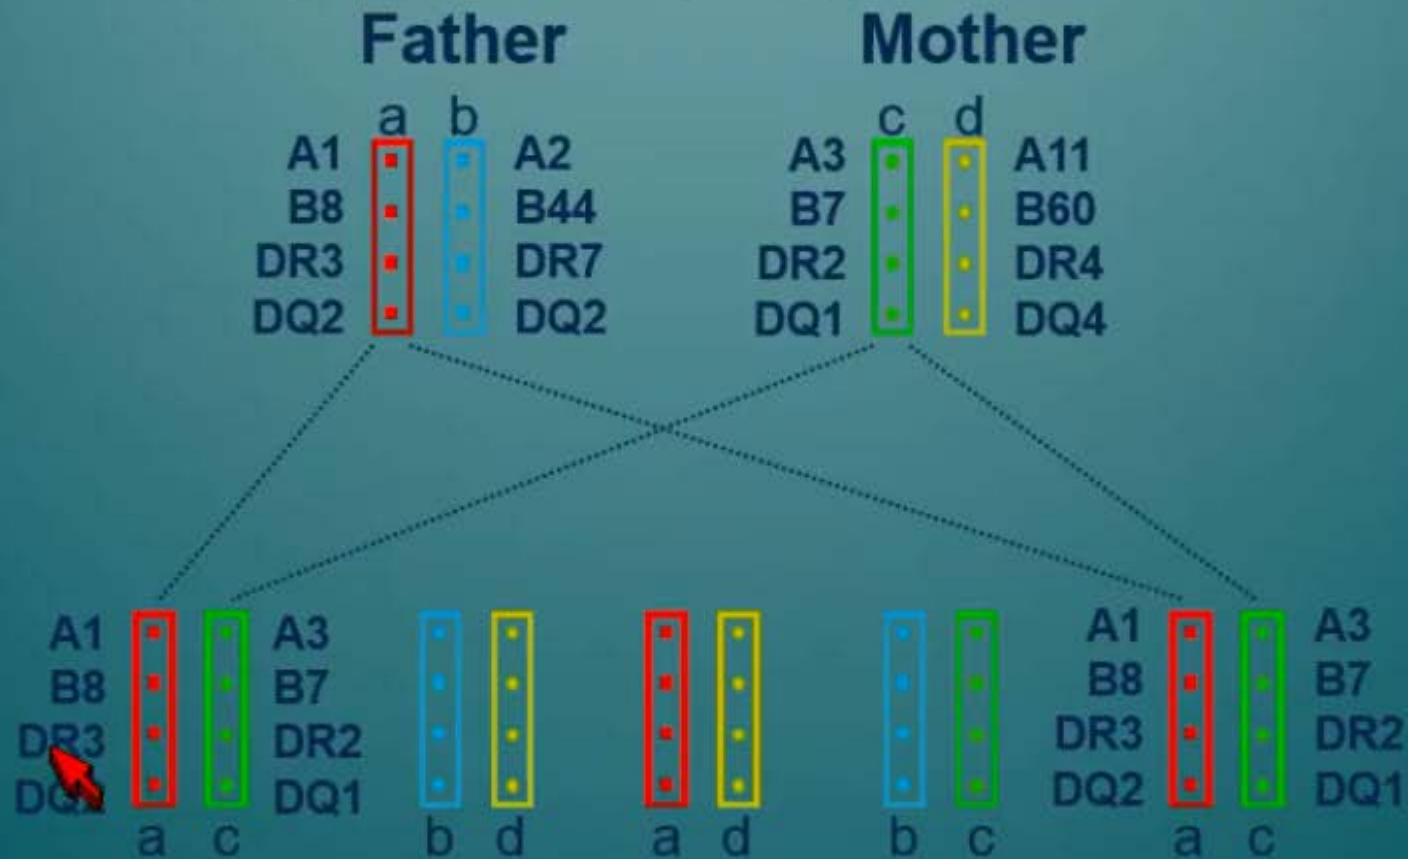 Father Mother
a b c d
A1 A2 A3 A11
B8 B44 B7 B60
DR3 DR7 DR2 DR4
DQ2 DQ2 DQ1 DQ4
A1 A3 A1 A3
B8 B7 B8 B7
DR3 DR2 DR3 DR2
DQ1 DQ2 DQ1
a c b d a d b c a c